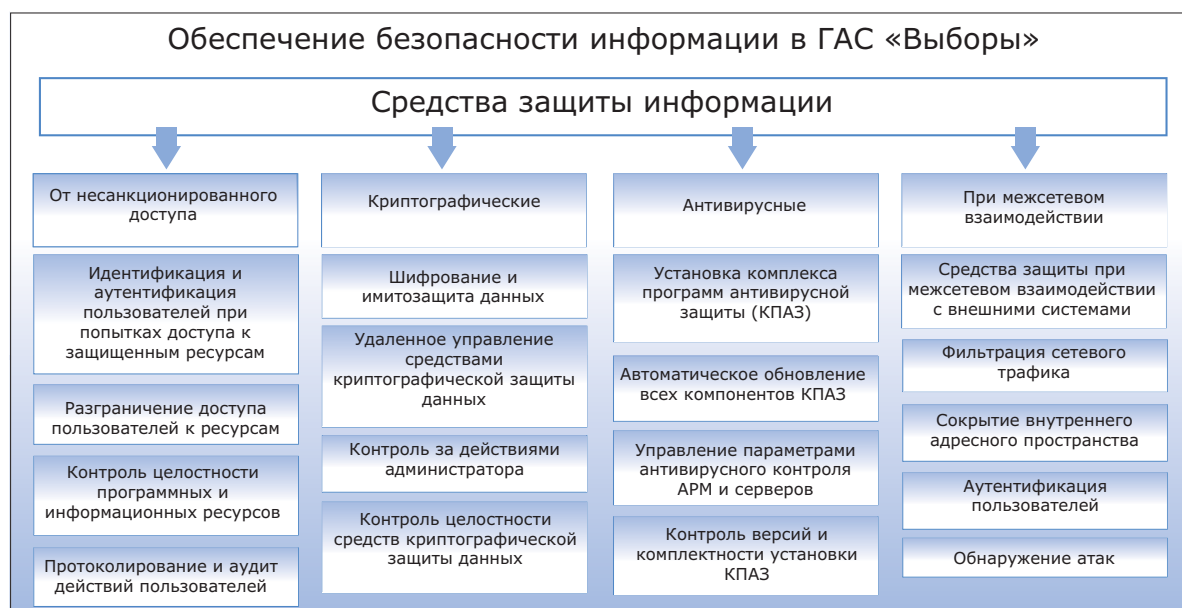 Обеспечение безопасности информации в ГАС «Выборы»
Средства защиты информации
От несанкционированного
доступа
Идентификация и
аутентификация
пользователей при
попытках доступа к
защищенным ресурсам
Разграничение доступа
пользователей к ресурсам
Контроль целостности
программных и
информационных ресурсов
Протоколирование и аудит
действий пользователей
Криптографические
Шифрование и
имитозащита данных
Удаленное управление
средствами
криптографической защиты
данных
Контроль за действиями
администратора
Контроль целостности
средств криптографической
защиты данных
Антивирусные
Установка комплекса
программ антивирусной
защиты (КПАЗ)
Автоматическое обновление
всех компонентов КПАЗ
Управление параметрами
антивирусного контроля
АРМ и серверов
Контроль версий и
комплектности установки
КПАЗ
При межсетевом
взаимодействии
Средства защиты при
межсетевом взаимодействии
с внешними системами
Фильтрация сетевого
трафика
Сокрытие внутреннего
адресного пространства
Аутентификация
пользователей
Обнаружение атак